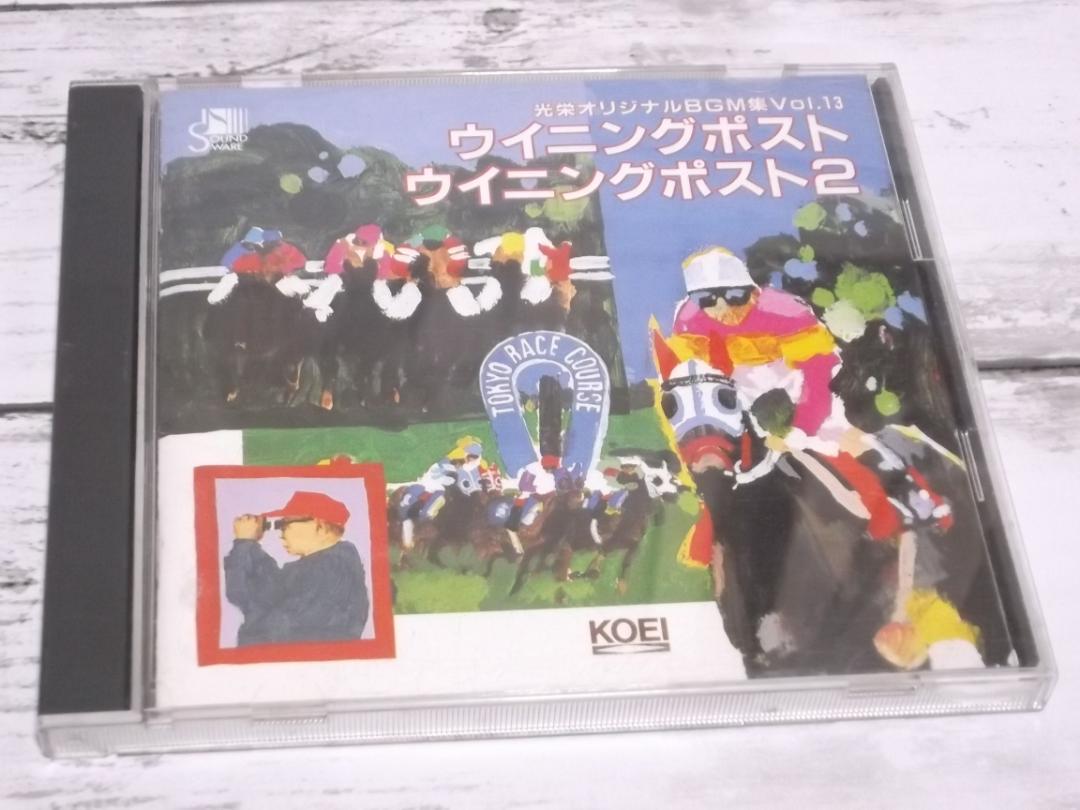 SOUND
WARE
光栄オリジナルBGM集Vol.13
ウイニングポスト
ウイニングポスト2
TOKYO RACE COURSE
KOEI